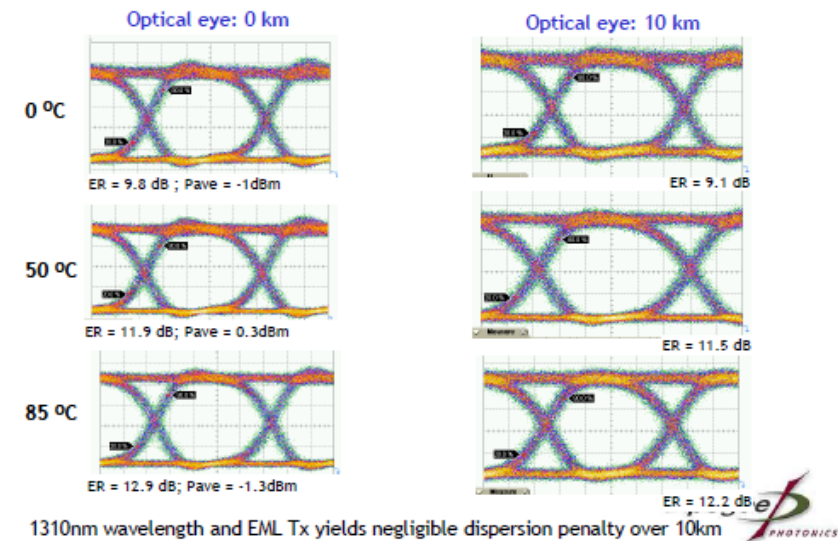 Optical eye: 0 km
Optical eye: 10 km
0 ºC
ER = 9.8 dB ; Pave = -1dBm
ER = 9.1 dB
50 ºC
ER = 11.9 dB; Pave = 0.3dBm
Measure
ER = 11.5 dB
85 ºC
ER = 12.9 dB; Pave = -1.3dBm
Measure
ER = 12.2 dB
1310nm wavelength and EML Tx yields negligible dispersion penalty over 10km
PHOTONICS